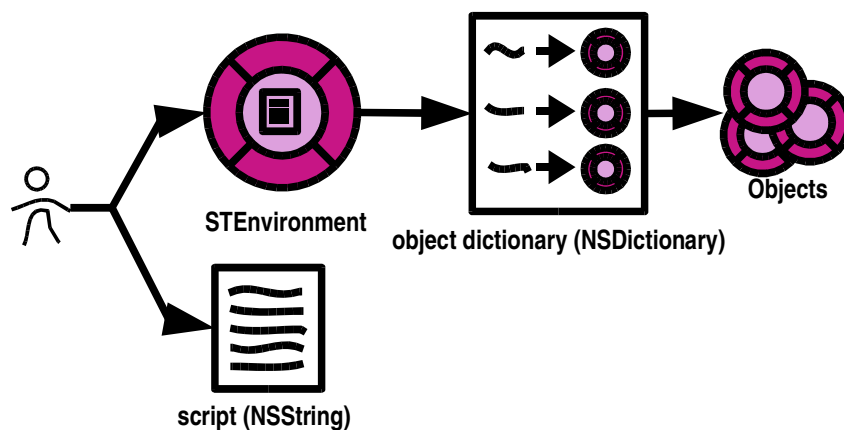 STEnvironment
object dictionary (NSDictionary)
Objects
script (NSString)